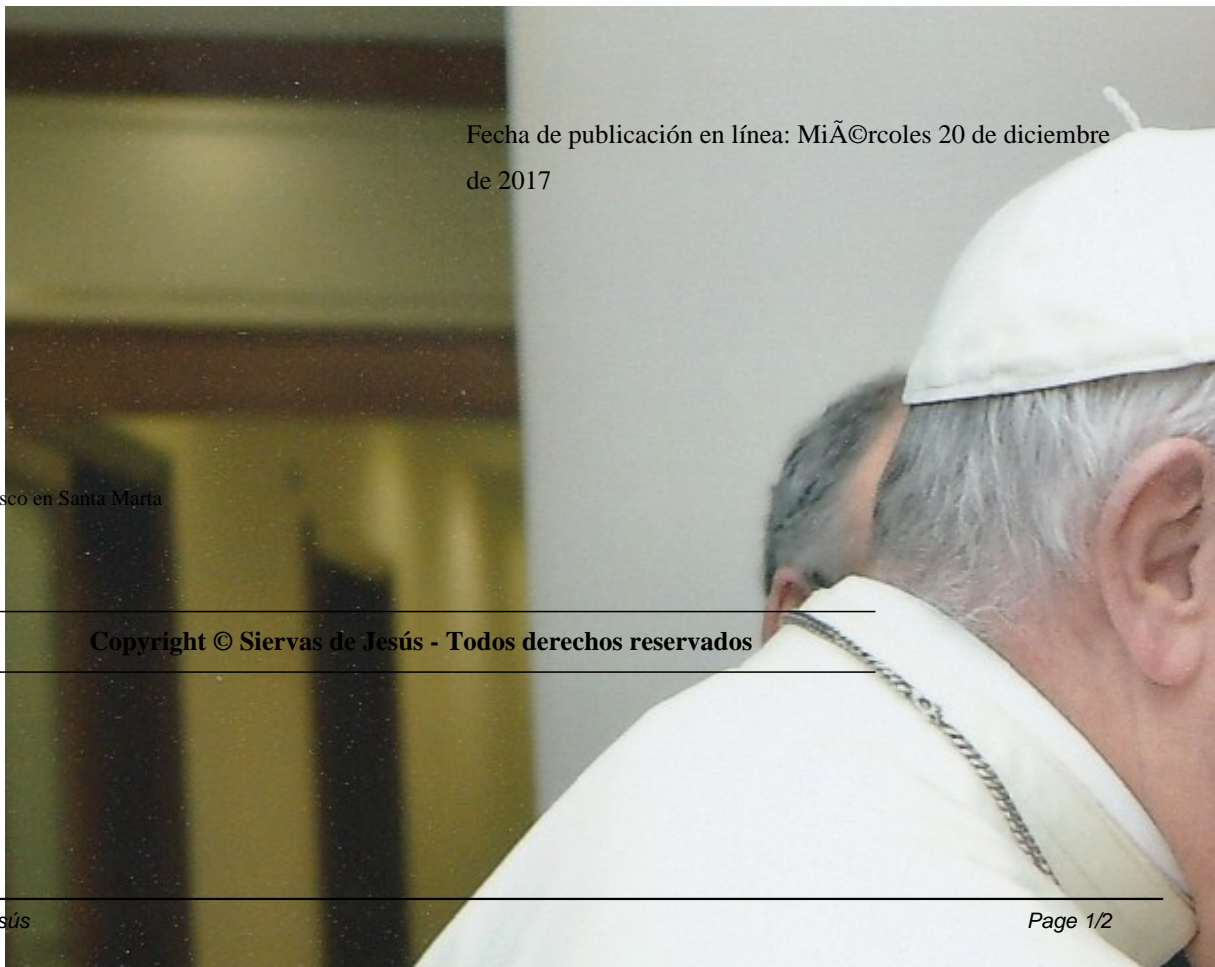 Fecha de publicación en línea: MiÃ©rcoles 20 de diciembre
de 2017
sco en Santa Marta
Copyright © Siervas de Jesús - Todos derechos reservados
sús
Page 1/2